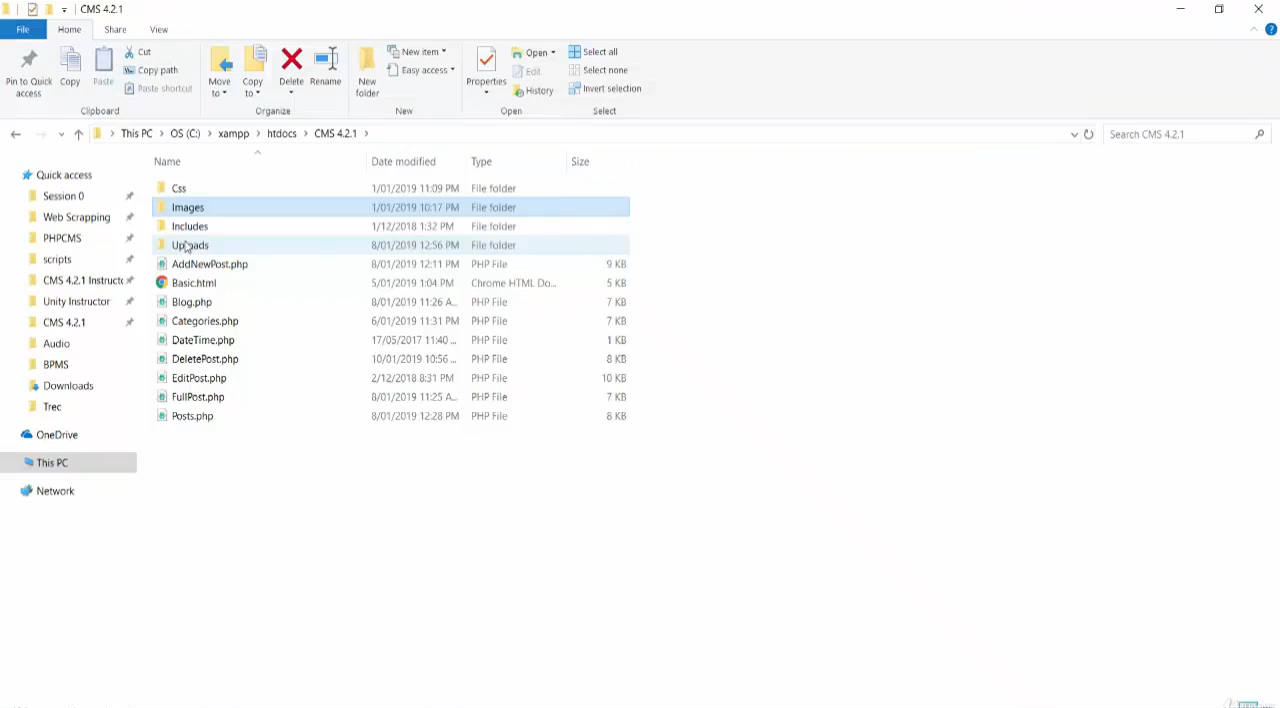 CMS 4.2.1
File Home Share View
Pin to Quick access
Copy
Paste
Cut
Copy path
Paste shortcut
Clipboard
Move to
Copy to
Delete
Rename
Organize
New folder
New item
Easy access
New
Properties
Open
Edit
History
Open
Select all
Select none
Invert selection
Select
This PC > OS (C:) > xampp > htdocs > CMS 4.2.1 >
Search CMS 4.2.1
Quick access
Session 0
Web Scrapping
PHPCMS
scripts
CMS 4.2.1 Instructc
Unity Instructor
CMS 4.2.1
Audio
BPMS
Downloads
Trec
OneDrive
This PC
Network
Name Date modified Type Size
Css 1/01/2019 11:09 PM File folder
Images 1/01/2019 10:17 PM File folder
Includes 1/12/2018 1:32 PM File folder
Uploads 8/01/2019 12:56 PM File folder
AddNewPost.php 8/01/2019 12:11 PM PHP File 9 KB
Basic.html 5/01/2019 1:04 PM Chrome HTML Do... 5 KB
Blog.php 8/01/2019 11:26 A... PHP File 7 KB
Categories.php 6/01/2019 11:31 PM PHP File 7 KB
DateTime.php 17/05/2017 11:40 ... PHP File 1 KB
DeletePost.php 10/01/2019 10:56 ... PHP File 8 KB
EditPost.php 2/12/2018 8:31 PM PHP File 10 KB
FullPost.php 8/01/2019 11:25 A... PHP File 7 KB
Posts.php 8/01/2019 12:28 PM PHP File 8 KB